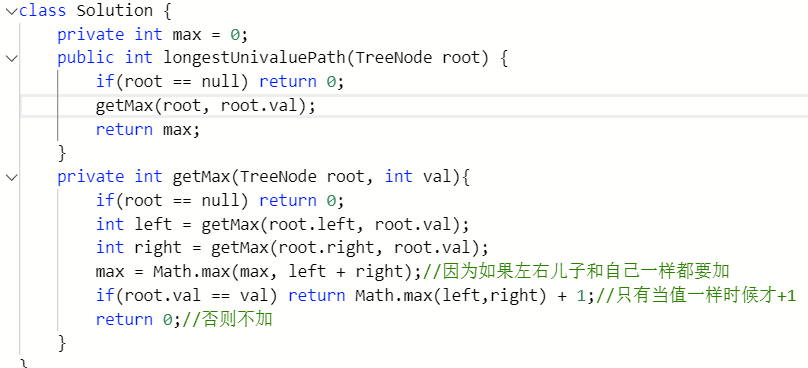 class Solution {
    private int max = 0;
    public int longestUnivaluePath(TreeNode root) {
        if(root == null) return 0;
        getMax(root, root.val);
        return max;
    }
    private int getMax(TreeNode root, int val){
        if(root == null) return 0;
        int left = getMax(root.left, root.val);
        int right = getMax(root.right, root.val);
        max = Math.max(max, left + right);//因为如果左右儿子和自己一样都要加
        if(root.val == val) return Math.max(left,right) + 1;//只有当值一样时候才+1
        return 0;//否则不加
    }
}